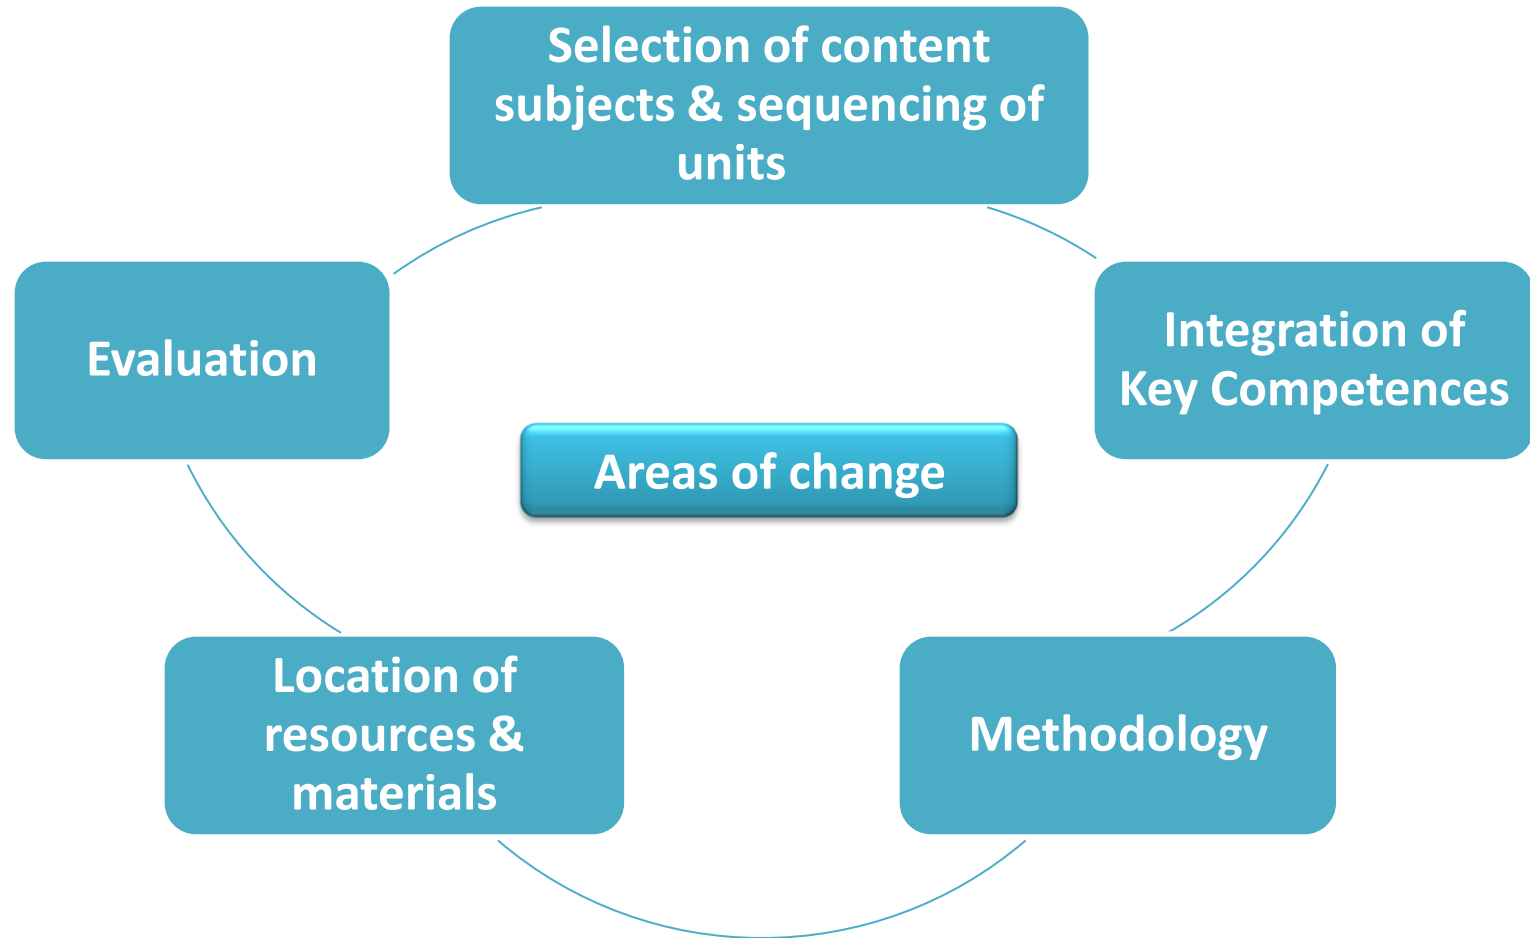 Selection of content
subjects & sequencing of
units
Integration of
Key Competences
Evaluation
Areas of change
Location of
resources &
materials
Methodology